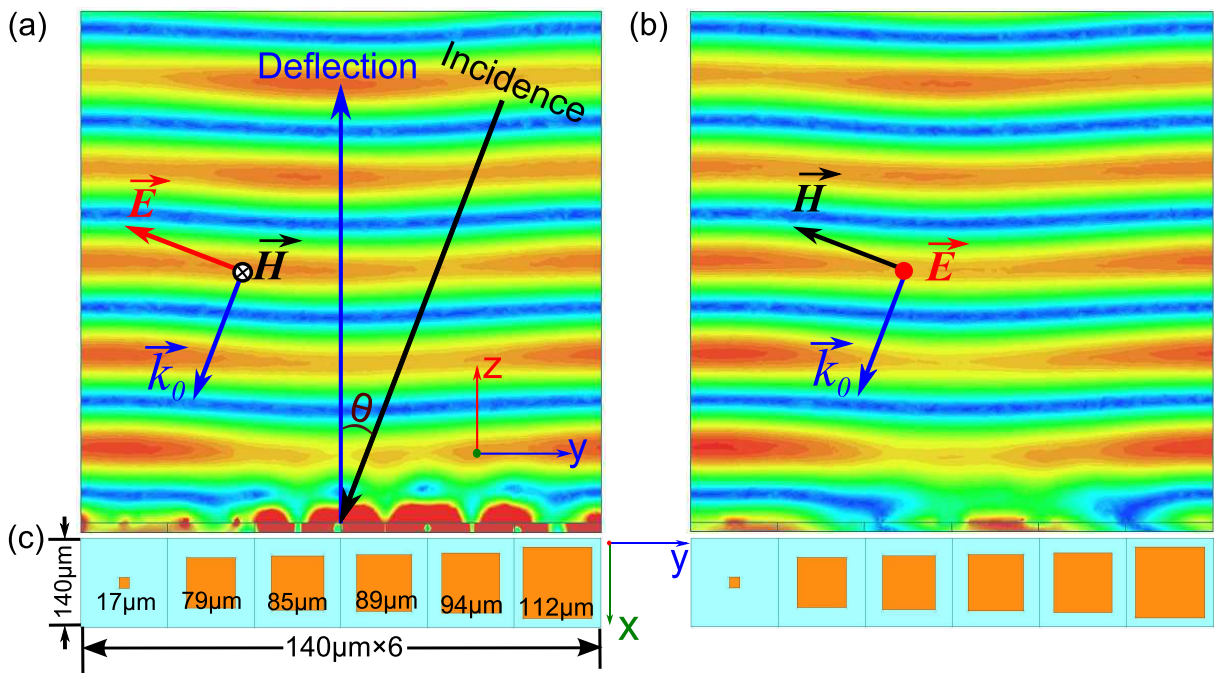 (a)
(b)
Deflection
Incidence
E
H
k₀
θ
z
y
H
E
k₀
(c)
140μm
17μm
79μm
85μm
89μm
94μm
112μm
140μm×6
y
x